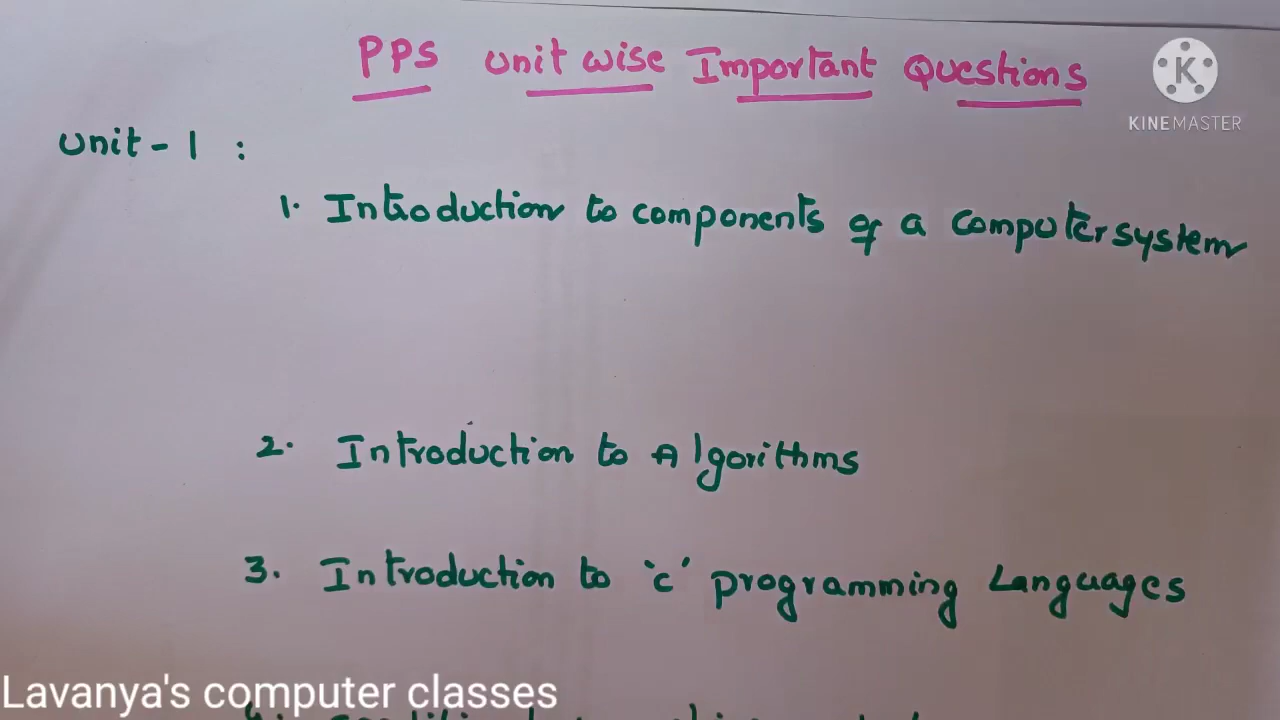 PPS unit wise Important Questions
K
KINEMASTER
unit-1 :
1. Introduction to components of a computer system
2. Introduction to Algorithms
3. Introduction to 'c' programming Languages
Lavanya's computer classes